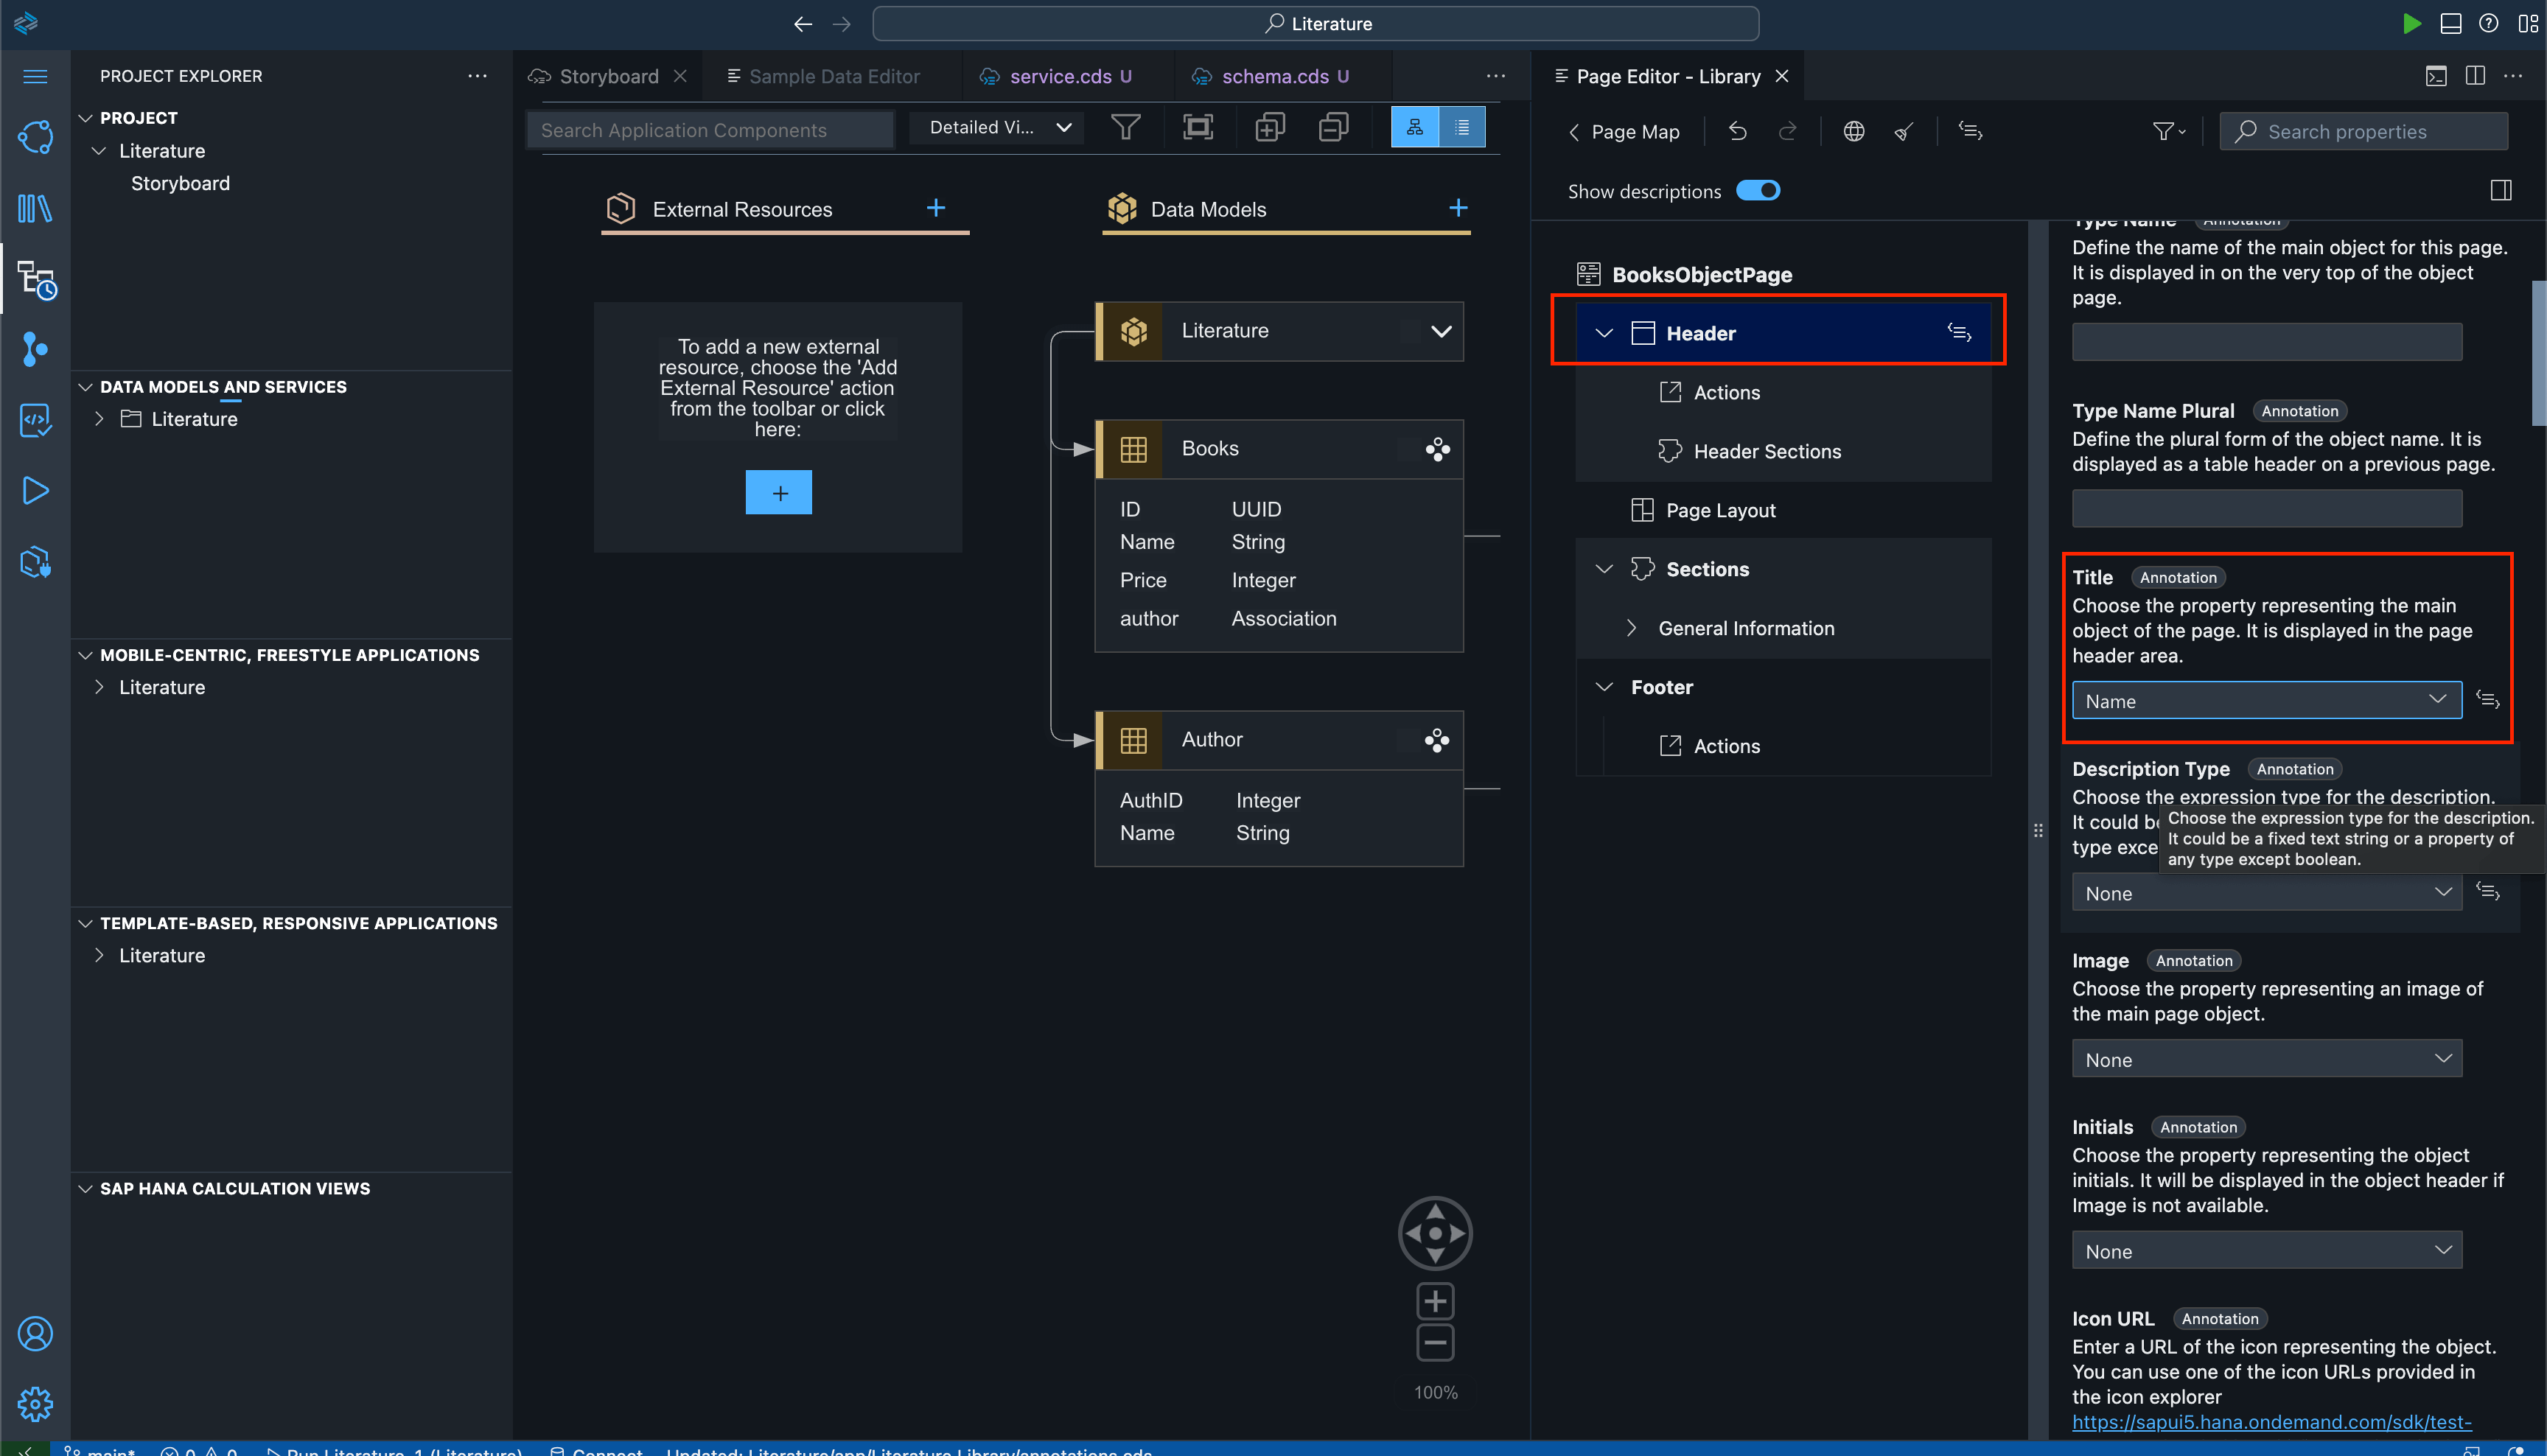 Literature
PROJECT EXPLORER
PROJECT
Literature
Storyboard
DATA MODELS AND SERVICES
Literature
MOBILE-CENTRIC, FREESTYLE APPLICATIONS
Literature
TEMPLATE-BASED, RESPONSIVE APPLICATIONS
Literature
SAP HANA CALCULATION VIEWS
Storyboard
Sample Data Editor
service.cds U
schema.cds U
Search Application Components
Detailed Vi...
External Resources
To add a new external
resource, choose the 'Add
External Resource' action
from the toolbar or click
here:
Data Models
Literature
Books
ID UUID
Name String
Price Integer
author Association
Author
AuthID Integer
Name String
100%
Page Editor - Library
Page Map
Search properties
Show descriptions
BooksObjectPage
Header
Actions
Header Sections
Page Layout
Sections
General Information
Footer
Actions
Type Name Annotation
Define the name of the main object for this page.
It is displayed in on the very top of the object
page.
Type Name Plural Annotation
Define the plural form of the object name. It is
displayed as a table header on a previous page.
Title Annotation
Choose the property representing the main
object of the page. It is displayed in the page
header area.
Name
Description Type Annotation
Choose the expression type for the description.
It could be
type exce
Choose the expression type for the description.
It could be a fixed text string or a property of
any type except boolean.
None
Image Annotation
Choose the property representing an image of
the main page object.
None
Initials Annotation
Choose the property representing the object
initials. It will be displayed in the object header if
Image is not available.
None
Icon URL Annotation
Enter a URL of the icon representing the object.
You can use one of the icon URLs provided in
the icon explorer
https://sapui5.hana.ondemand.com/sdk/test-
main* 0 0 Run Literature-1 (Literature) Connect Updated: Literature/app/Literature.Library/annotations.cds